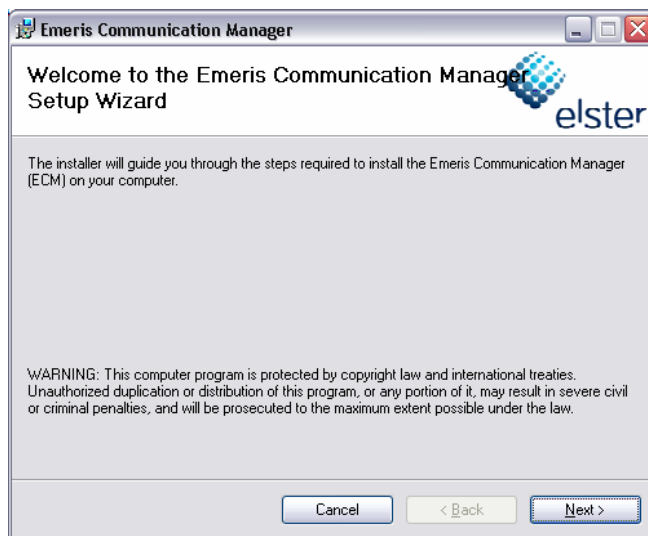 Emeris Communication Manager
Welcome to the Emeris Communication Manager
Setup Wizard
elster
The installer will guide you through the steps required to install the Emeris Communication Manager
(ECM) on your computer.
WARNING: This computer program is protected by copyright law and international treaties.
Unauthorized duplication or distribution of this program, or any portion of it, may result in severe civil
or criminal penalties, and will be prosecuted to the maximum extent possible under the law.
Cancel
< Back
Next >